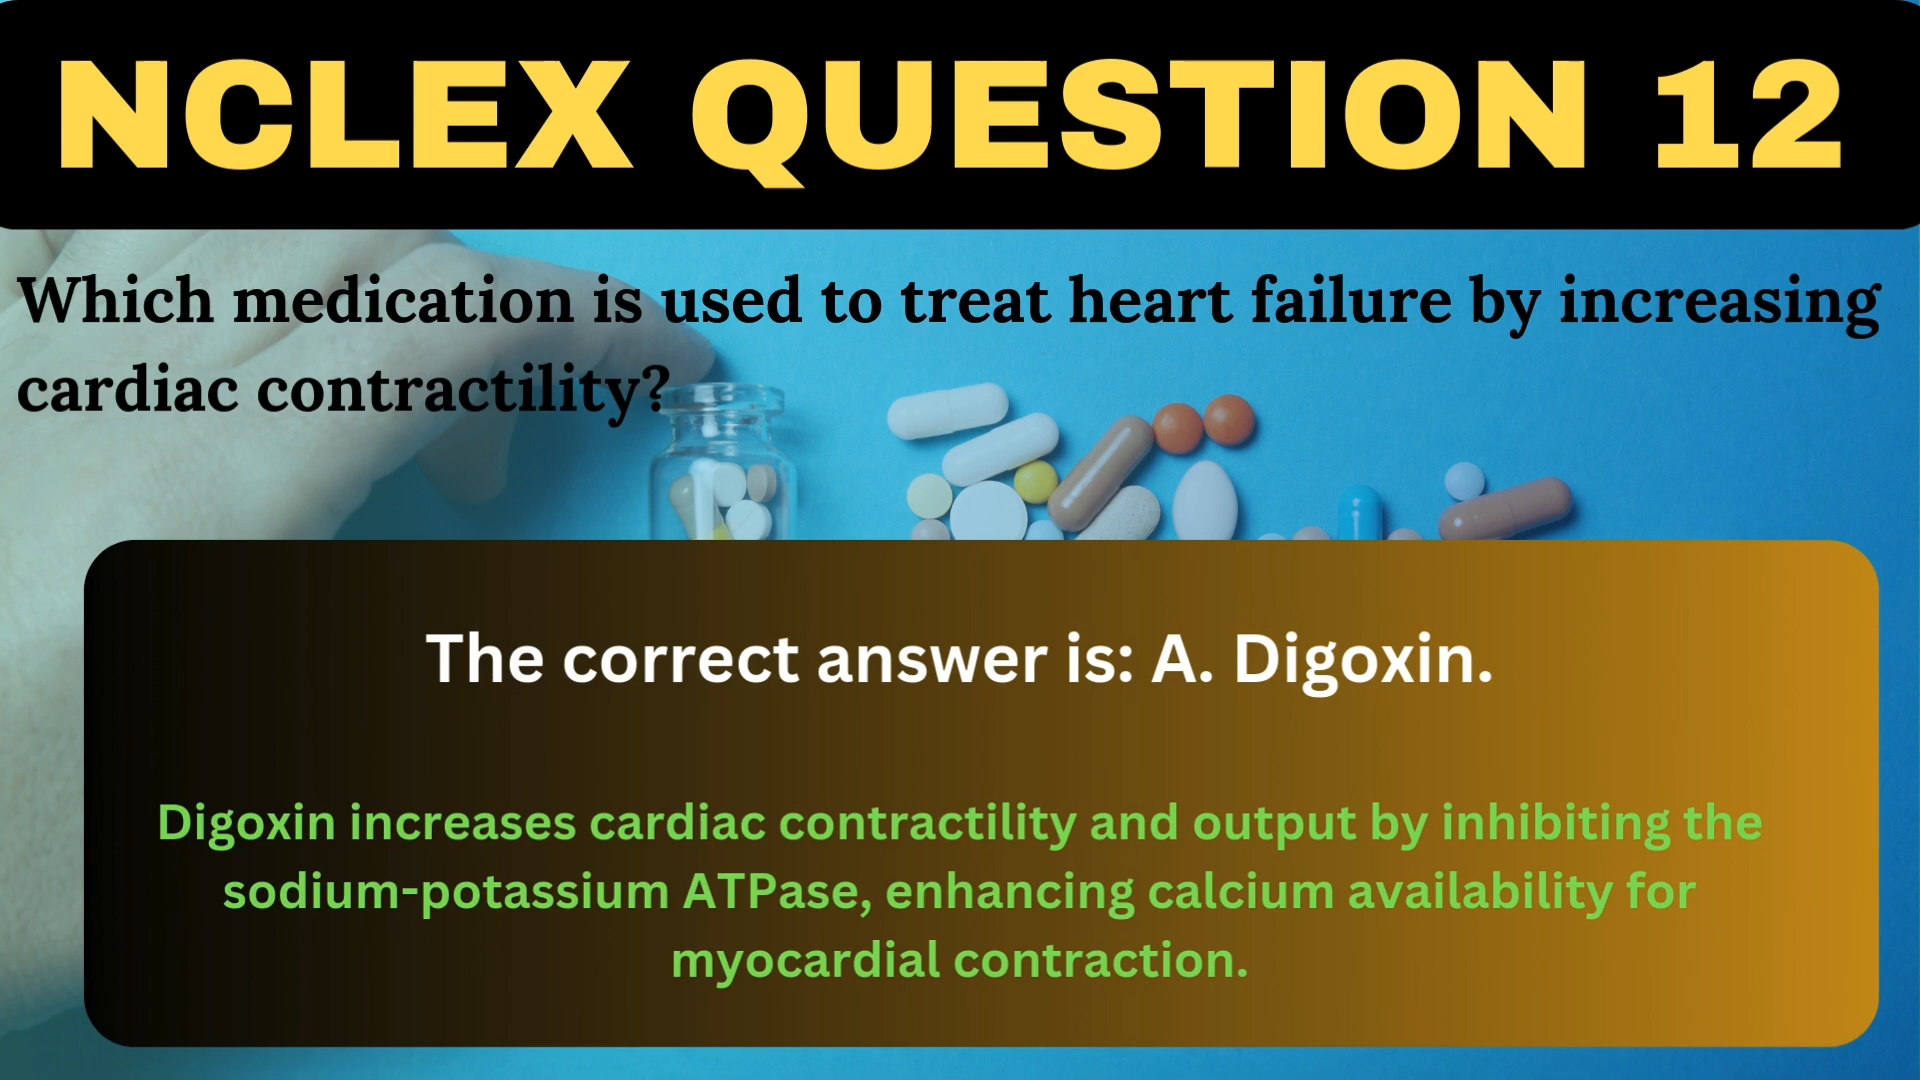 NCLEX QUESTION 12
Which medication is used to treat heart failure by increasing
cardiac contractility?
The correct answer is: A. Digoxin.
Digoxin increases cardiac contractility and output by inhibiting the
sodium-potassium ATPase, enhancing calcium availability for
myocardial contraction.